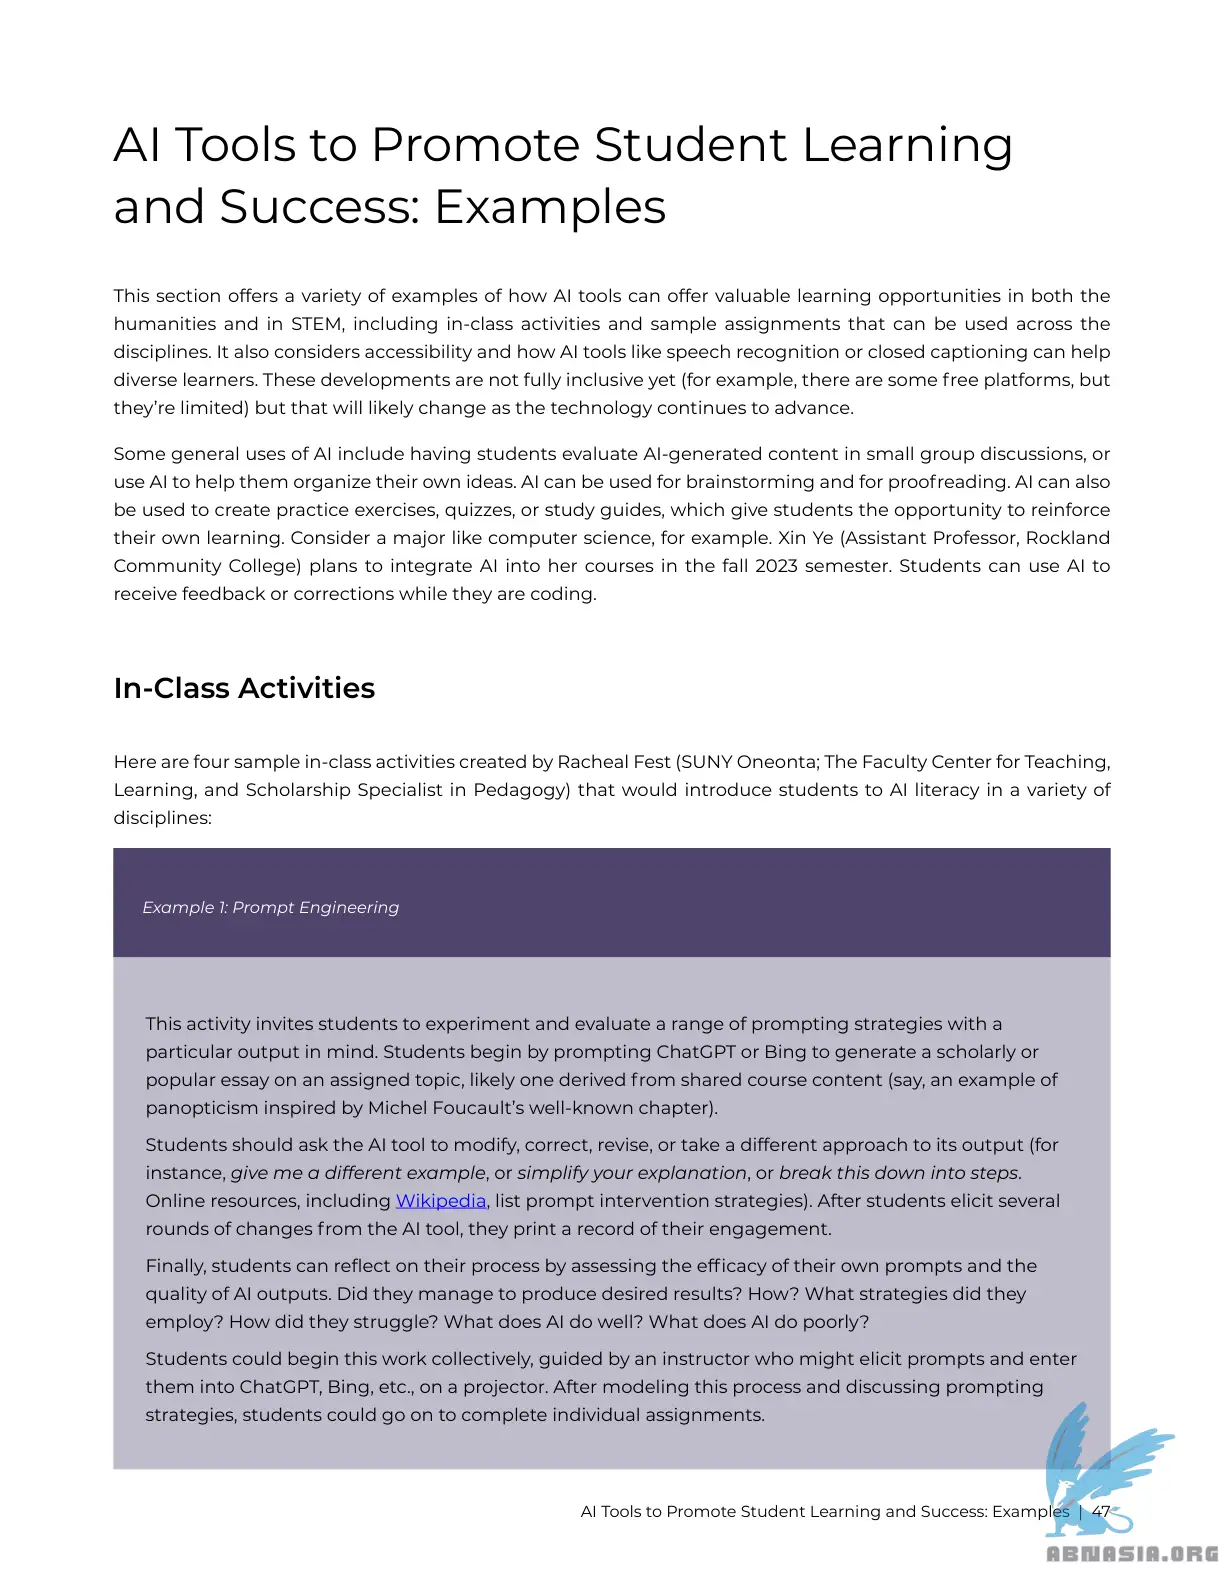 AI Tools to Promote Student Learning
and Success: Examples
This section offers a variety of examples of how AI tools can offer valuable learning opportunities in both the
humanities and in STEM, including in-class activities and sample assignments that can be used across the
disciplines. It also considers accessibility and how AI tools like speech recognition or closed captioning can help
diverse learners. These developments are not fully inclusive yet (for example, there are some free platforms, but
they’re limited) but that will likely change as the technology continues to advance.
Some general uses of AI include having students evaluate AI-generated content in small group discussions, or
use AI to help them organize their own ideas. AI can be used for brainstorming and for proofreading. AI can also
be used to create practice exercises, quizzes, or study guides, which give students the opportunity to reinforce
their own learning. Consider a major like computer science, for example. Xin Ye (Assistant Professor, Rockland
Community College) plans to integrate AI into her courses in the fall 2023 semester. Students can use AI to
receive feedback or corrections while they are coding.
In-Class Activities
Here are four sample in-class activities created by Racheal Fest (SUNY Oneonta; The Faculty Center for Teaching,
Learning, and Scholarship Specialist in Pedagogy) that would introduce students to AI literacy in a variety of
disciplines:
Example 1: Prompt Engineering
This activity invites students to experiment and evaluate a range of prompting strategies with a
particular output in mind. Students begin by prompting ChatGPT or Bing to generate a scholarly or
popular essay on an assigned topic, likely one derived from shared course content (say, an example of
panopticism inspired by Michel Foucault’s well-known chapter).
Students should ask the AI tool to modify, correct, revise, or take a different approach to its output (for
instance, give me a different example, or simplify your explanation, or break this down into steps.
Online resources, including Wikipedia, list prompt intervention strategies). After students elicit several
rounds of changes from the AI tool, they print a record of their engagement.
Finally, students can reflect on their process by assessing the efficacy of their own prompts and the
quality of AI outputs. Did they manage to produce desired results? How? What strategies did they
employ? How did they struggle? What does AI do well? What does AI do poorly?
Students could begin this work collectively, guided by an instructor who might elicit prompts and enter
them into ChatGPT, Bing, etc., on a projector. After modeling this process and discussing prompting
strategies, students could go on to complete individual assignments.
AI Tools to Promote Student Learning and Success: Examples | 47
ABNASIA.ORG